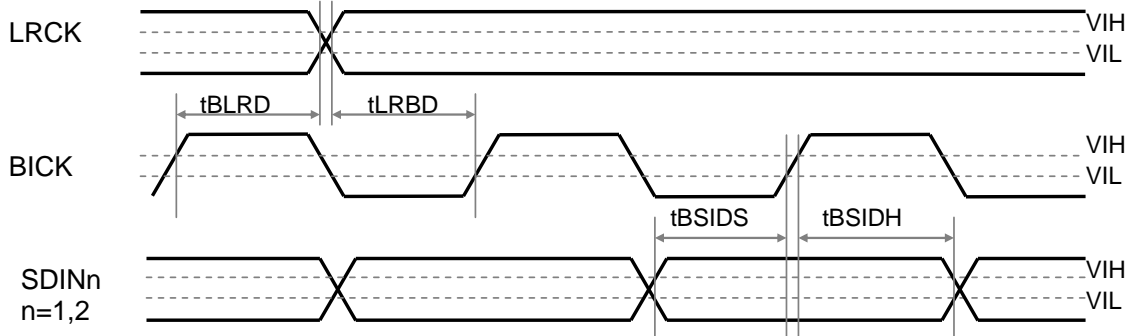 LRCK
VIH
VIL
tBLRD
tLRBD
BICK
VIH
VIL
tBSIDS
tBSIDH
SDINn
n=1,2
VIH
VIL